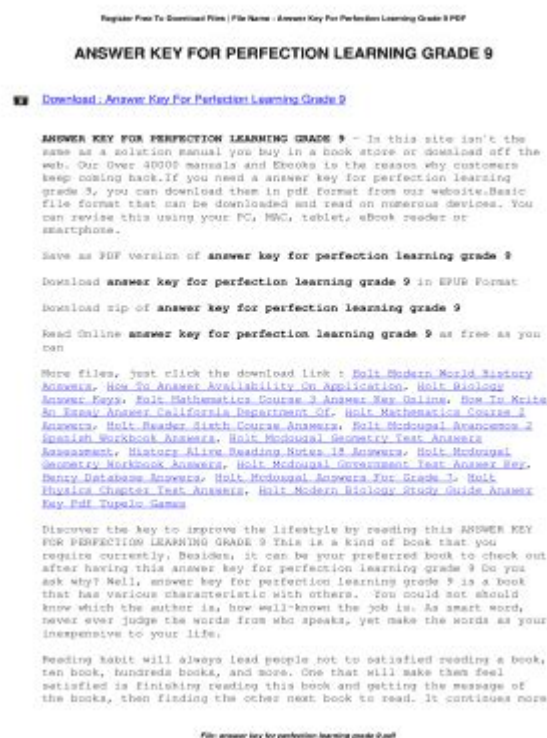 Register Free To Download Files | File Name - Answer Key For Perfection Learning Grade 9 PDF
ANSWER KEY FOR PERFECTION LEARNING GRADE 9
Download : Answer Key For Perfection Learning Grade 9
ANSWER KEY FOR PERFECTION LEARNING GRADE 9 - In this site isn't the
same as a solution manual you buy in a book store or download off the
web. Our Over 40000 manuals and Ebooks is the reason why customers
keep coming back.If you need a answer key for perfection learning
grade 9, you can download them in pdf format from our website.Basic
file format that can be downloaded and read on numerous devices. You
can revise this using your PC, MAC, tablet, eBook reader or
smartphone.
Save as PDF version of answer key for perfection learning grade 9
Download answer key for perfection learning grade 9 in EPUB Format
Download zip of answer key for perfection learning grade 9
Read Online answer key for perfection learning grade 9 as free as you
can
More files, just click the download link : Holt Modern World History
Answers, How To Answer Availability On Application, Holt Biology
Answer Keys, Holt Mathematics Course 3 Answer Key Online, How To Write
An Essay Answer California Department Of, Holt Mathematics Course 2
Answers, Holt Reader Sixth Course Answers, Holt Mcdougal Avancemos 2
Spanish Workbook Answers, Holt Mcdougal Geometry Test Answers
Assessment, History Alive Reading Notes 18 Answers, Holt Mcdougal
Geometry Workbook Answers, Holt Mcdougal Government Test Answer Key,
Henry Database Answers, Holt Mcdougal Answers For Grade 7, Holt
Physics Chapter Test Answers, Holt Modern Biology Study Guide Answer
Key Pdf Tupelo Games
Discover the key to improve the lifestyle by reading this ANSWER KEY
FOR PERFECTION LEARNING GRADE 9 This is a kind of book that you
require currently. Besides, it can be your preferred book to check out
after having this answer key for perfection learning grade 9 Do you
ask why? Well, answer key for perfection learning grade 9 is a book
that has various characteristic with others. You could not should
know which the author is, how well-known the job is. As smart word,
never ever judge the words from who speaks, yet make the words as your
inexpensive to your life.
Reading habit will always lead people not to satisfied reading a book,
ten book, hundreds books, and more. One that will make them feel
satisfied is finishing reading this book and getting the message of
the books, then finding the other next book to read. It continues more
File: answer key for perfection learning grade 9.pdf